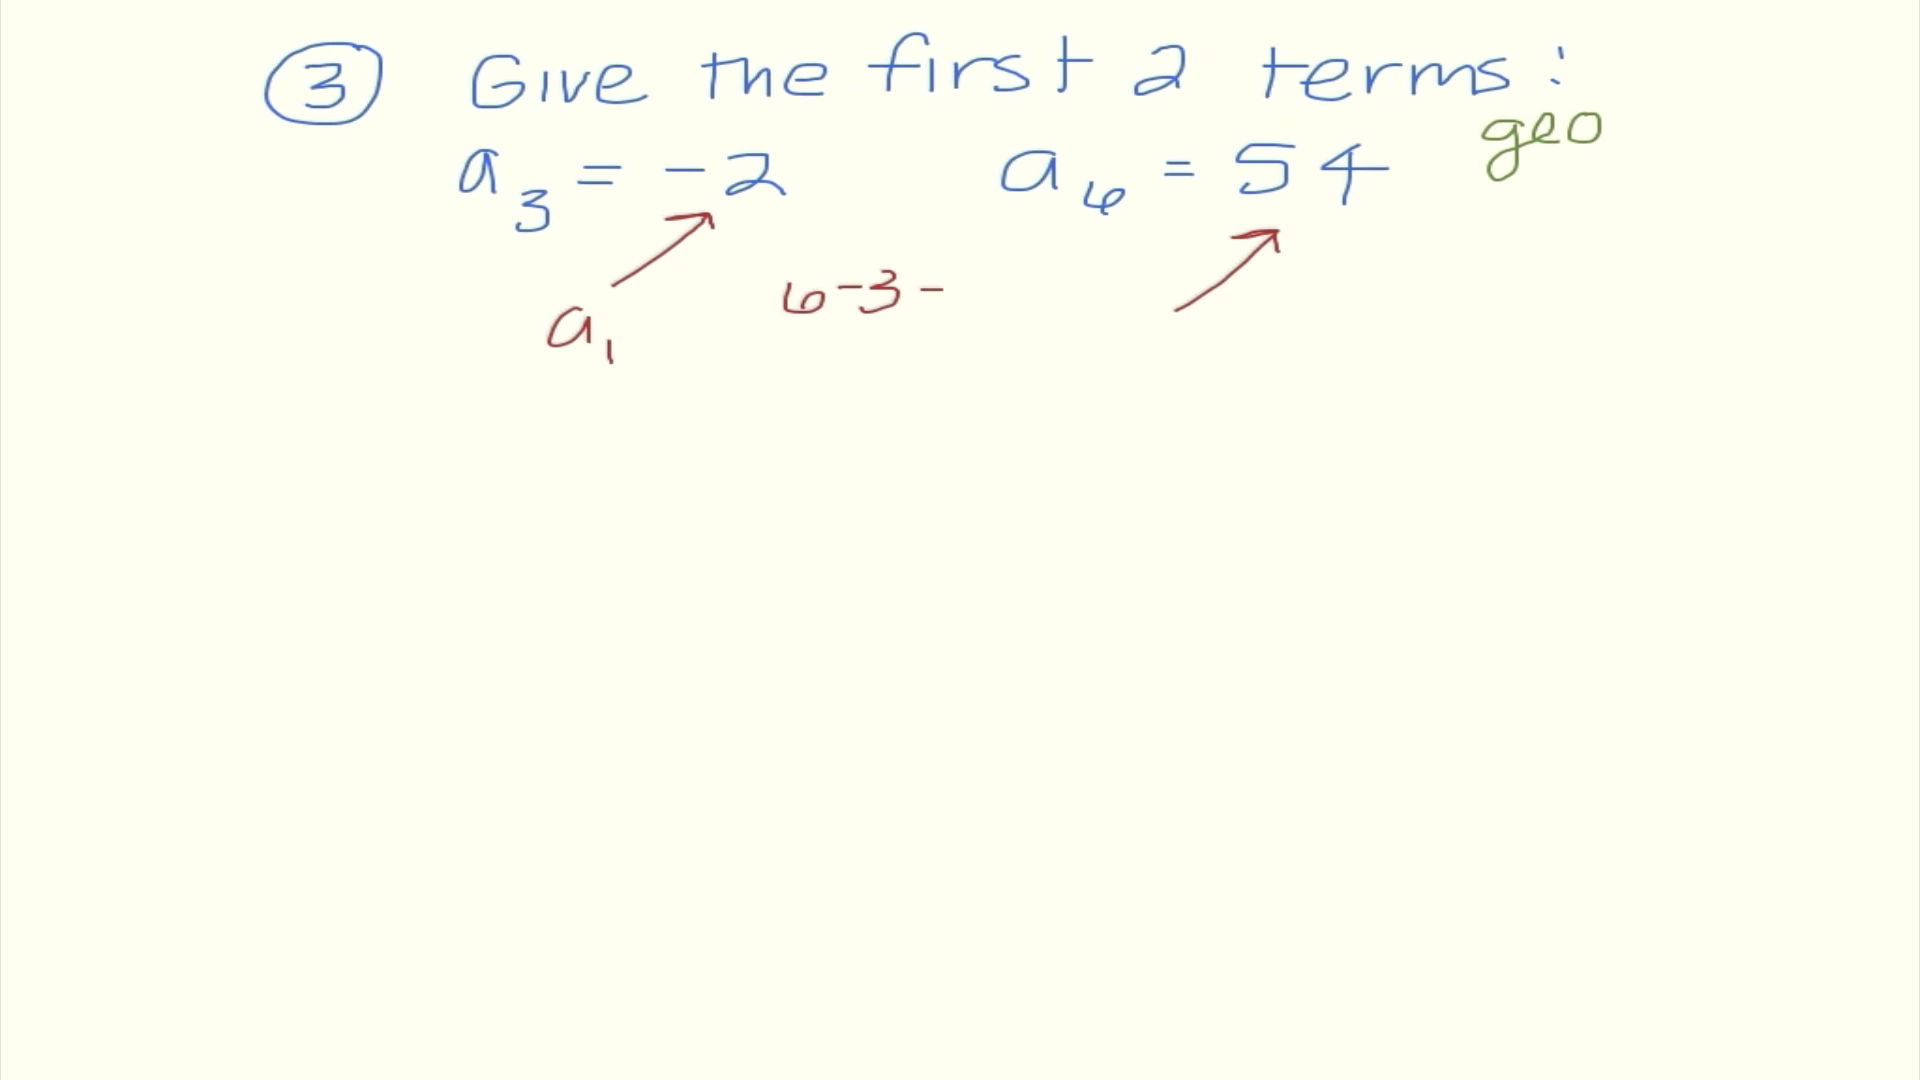 ③ Give the first 2 terms:
a₃ = -2 a₆ = 54 geo
6-3-
a₁